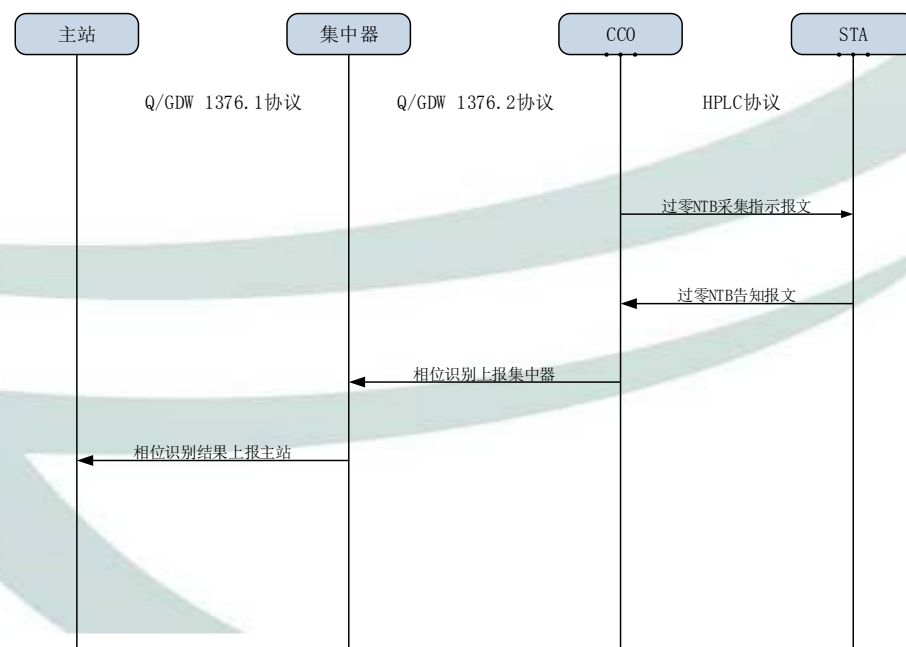 主站
集中器
CCO
STA
Q/GDW 1376.1协议
Q/GDW 1376.2协议
HPLC协议
过零NTB采集指示报文
过零NTB告知报文
相位识别上报集中器
相位识别结果上报主站